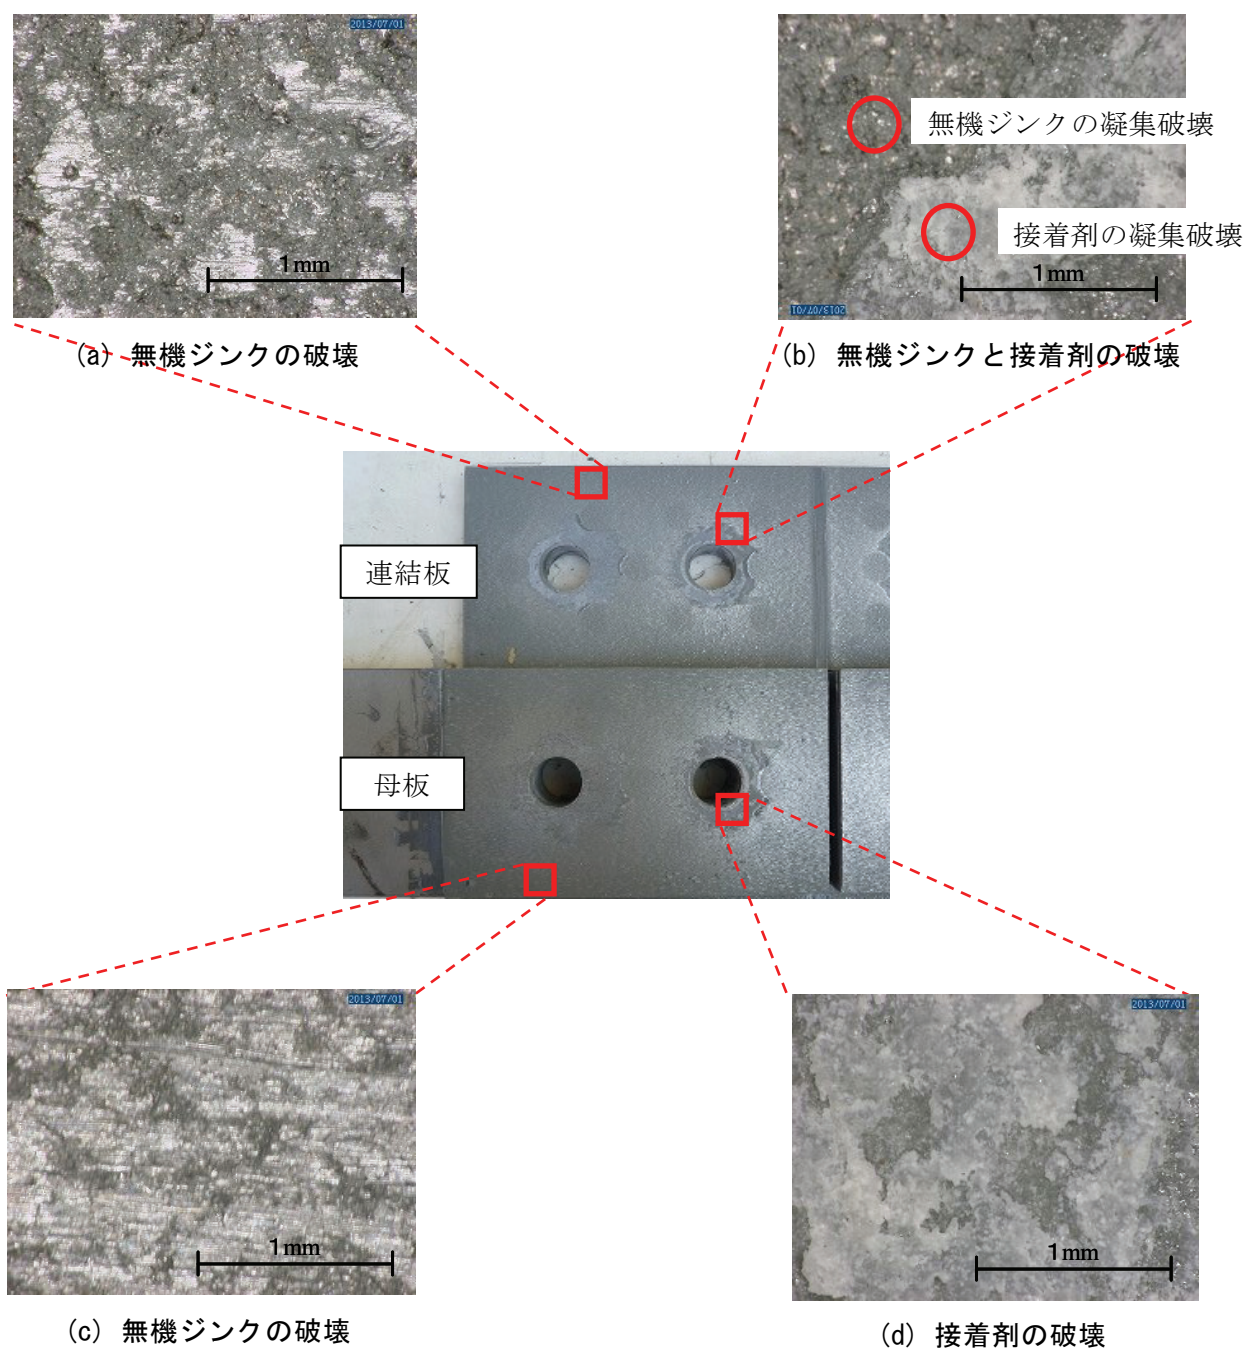 2013/07/01
1mm
(a) 無機ジンクの破壊
無機ジンクの凝集破壊
接着剤の凝集破壊
1mm
2013/07/01
(b) 無機ジンクと接着剤の破壊
連結板
母板
2013/07/01
1mm
(c) 無機ジンクの破壊
2013/07/01
1mm
(d) 接着剤の破壊